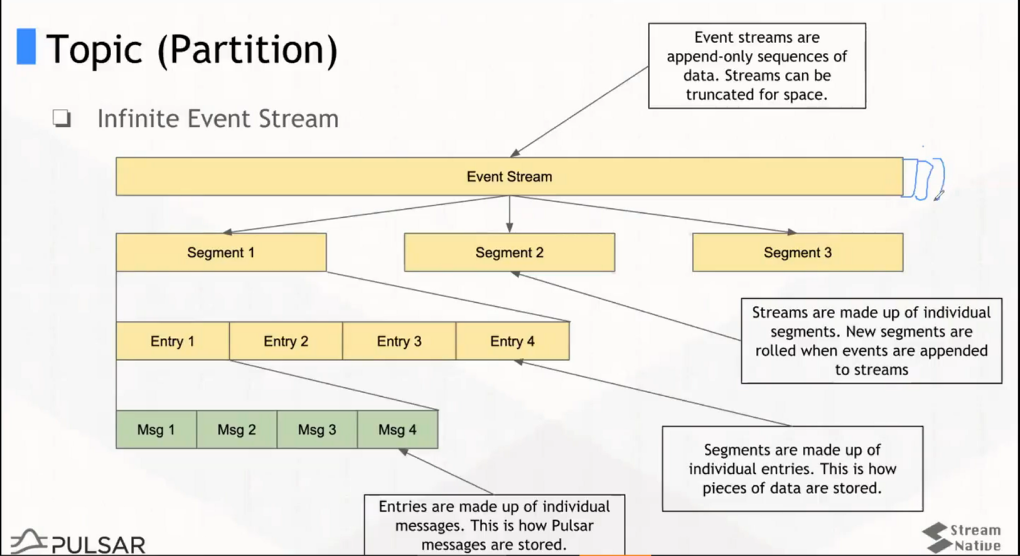 Topic (Partition)
Event streams are
append-only sequences of
data. Streams can be
truncated for space.
Infinite Event Stream
Event Stream
Segment 1
Segment 2
Segment 3
Streams are made up of individual
segments. New segments are
rolled when events are appended
to streams
Entry 1
Entry 2
Entry 3
Entry 4
Msg 1
Msg 2
Msg 3
Msg 4
Segments are made up of
individual entries. This is how
pieces of data are stored.
Entries are made up of individual
messages. This is how Pulsar
messages are stored.
PULSAR
Stream
Native